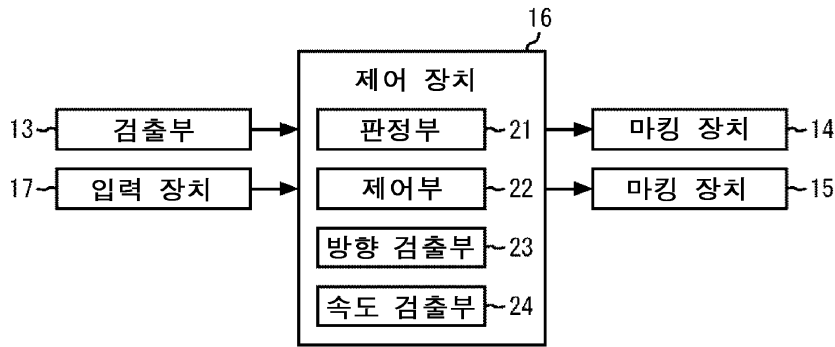 16
제어 장치
13 검출부 판정부 21 마킹 장치 14
17 입력 장치 제어부 22 마킹 장치 15
방향 검출부 23
속도 검출부 24